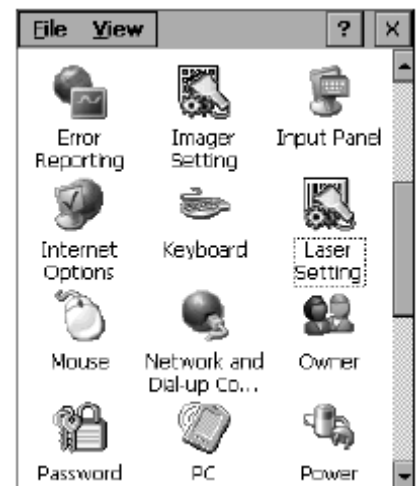 File View ? ×
Error Reporting
Imager Setting
Input Panel
Internet Options
Keyboard
Laser Setting
Mouse
Network and Dial-up Co...
Owner
Password
PC
Power